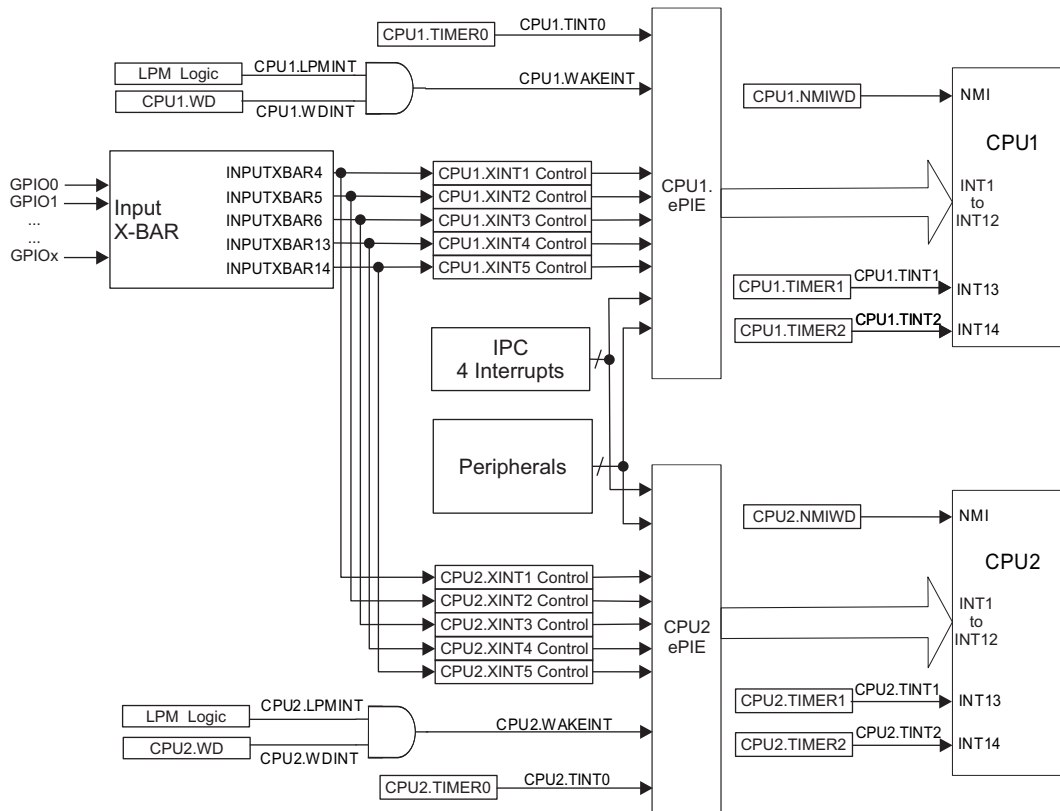 CPU1.TIMER0
CPU1.TINT0
LPM Logic
CPU1.LPMINT
CPU1.WD
CPU1.WDINT
CPU1.WAKEINT
CPU1.NMIWD
NMI
CPU1
GPIO0
GPIO1
...
...
GPIOx
Input
X-BAR
INPUTXBAR4
INPUTXBAR5
INPUTXBAR6
INPUTXBAR13
INPUTXBAR14
CPU1.XINT1 Control
CPU1.XINT2 Control
CPU1.XINT3 Control
CPU1.XINT4 Control
CPU1.XINT5 Control
CPU1.
ePIE
INT1
to
INT12
CPU1.TIMER1
CPU1.TINT1
INT13
CPU1.TIMER2
CPU1.TINT2
INT14
IPC
4 Interrupts
Peripherals
CPU2.NMIWD
NMI
CPU2
CPU2.XINT1 Control
CPU2.XINT2 Control
CPU2.XINT3 Control
CPU2.XINT4 Control
CPU2.XINT5 Control
CPU2
ePIE
INT1
to
INT12
CPU2.TIMER1
CPU2.TINT1
INT13
CPU2.TIMER2
CPU2.TINT2
INT14
LPM Logic
CPU2.LPMINT
CPU2.WD
CPU2.WDINT
CPU2.WAKEINT
CPU2.TIMER0
CPU2.TINT0